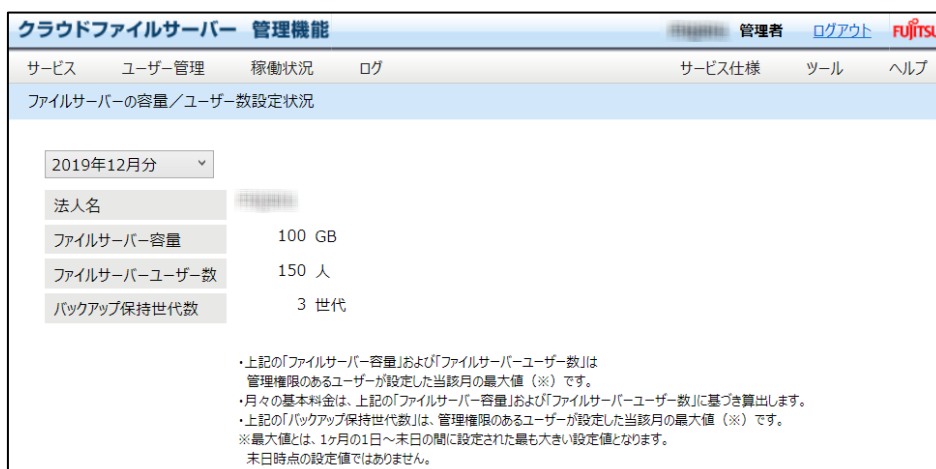 クラウドファイルサーバー 管理機能 管理者 ログアウト FUJITSU
サービス ユーザー管理 稼働状況 ログ サービス仕様 ツール ヘルプ
ファイルサーバーの容量／ユーザー数設定状況
2019年12月分
法人名
ファイルサーバー容量 100 GB
ファイルサーバーユーザー数 150 人
バックアップ保持世代数 3 世代
・上記の「ファイルサーバー容量」および「ファイルサーバーユーザー数」は
管理権限のあるユーザーが設定した当該月の最大値（※）です。
・月々の基本料金は、上記の「ファイルサーバー容量」および「ファイルサーバーユーザー数」に基づき算出します。
・上記の「バックアップ保持世代数」は、管理権限のあるユーザーが設定した当該月の最大値（※）です。
※最大値とは、1ヶ月の1日～末日の間に設定された最も大きい設定値となります。
末日時点の設定値ではありません。